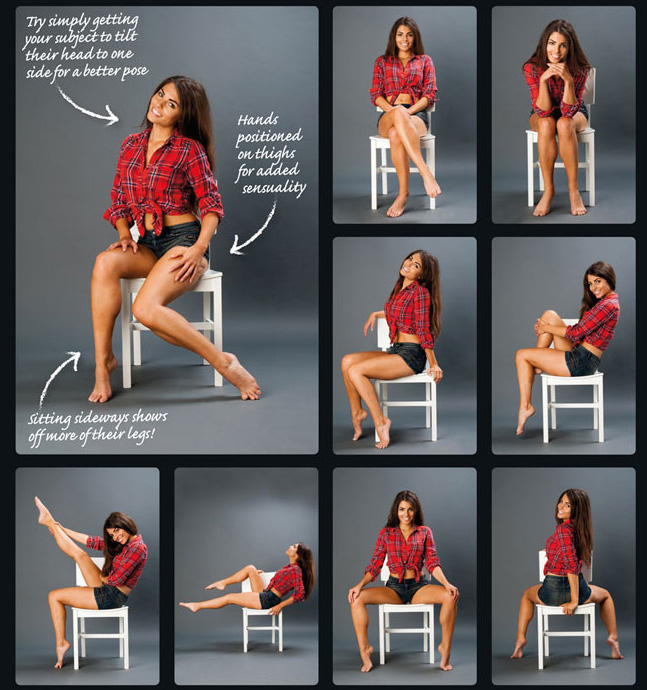 Try simply getting
your subject to tilt
their head to one
side for a better pose
Hands
positioned
on thighs
for added
sensuality
Sitting sideways shows
off more of their legs!